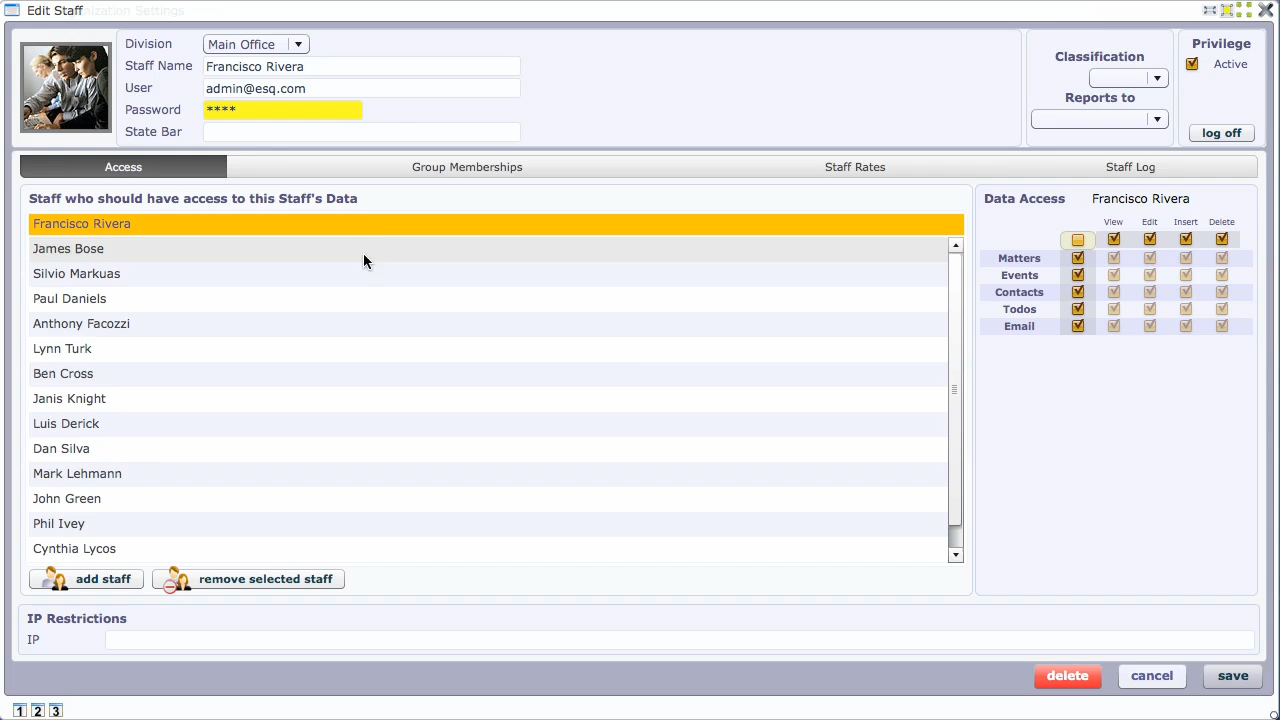 Edit Staff
Organization Settings
Division Main Office
Staff Name Francisco Rivera
User admin@esq.com
Password ****
State Bar
Classification
Reports to
Privilege
Active
log off
Access Group Memberships Staff Rates Staff Log
Staff who should have access to this Staff's Data
Francisco Rivera
James Bose
Silvio Markuas
Paul Daniels
Anthony Facozzi
Lynn Turk
Ben Cross
Janis Knight
Luis Derick
Dan Silva
Mark Lehmann
John Green
Phil Ivey
Cynthia Lycos
add staff remove selected staff
Data Access Francisco Rivera
View Edit Insert Delete
Matters
Events
Contacts
Todos
Email
IP Restrictions
IP
delete cancel save
1 2 3